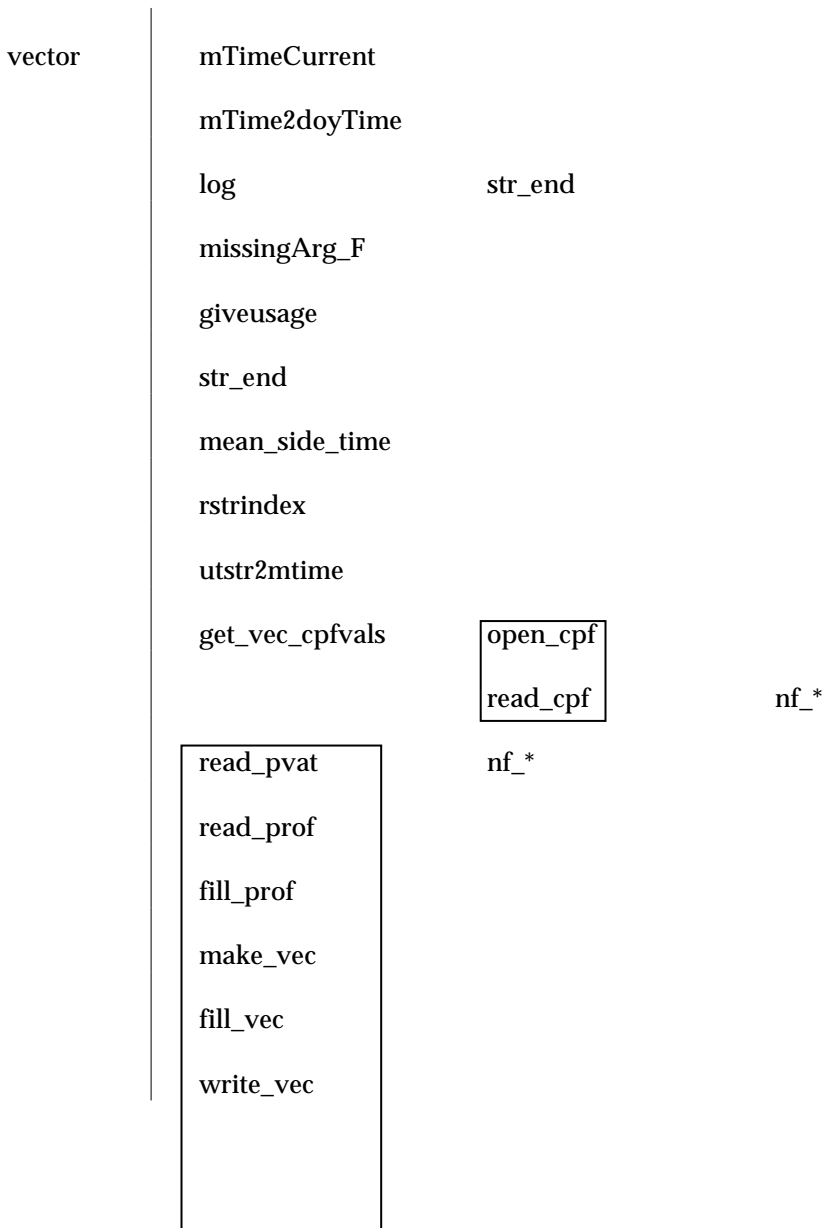 vector mTimeCurrent
mTime2doyTime
log str_end
missingArg_F
giveusage
str_end
mean_side_time
rstrindex
utstr2mtime
get_vec_cpfvals open_cpf
read_cpf nf_*
read_pvat nf_*
read_prof
fill_prof
make_vec
fill_vec
write_vec